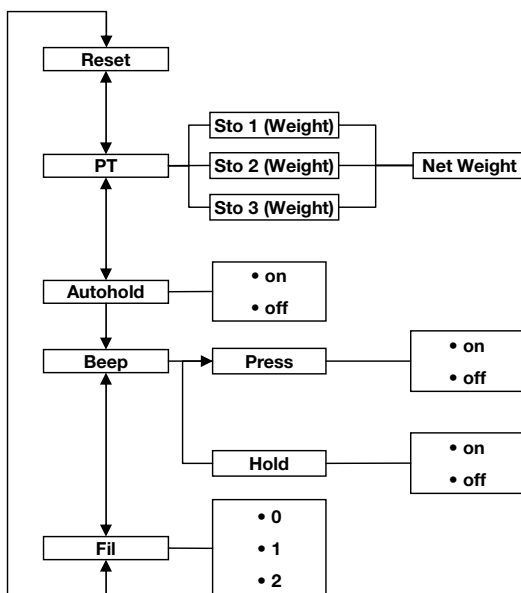 Reset
PT
Sto 1 (Weight)
Sto 2 (Weight)
Sto 3 (Weight)
Net Weight
Autohold
• on
• off
Beep
Press
• on
• off
Hold
• on
• off
Fil
• 0
• 1
• 2